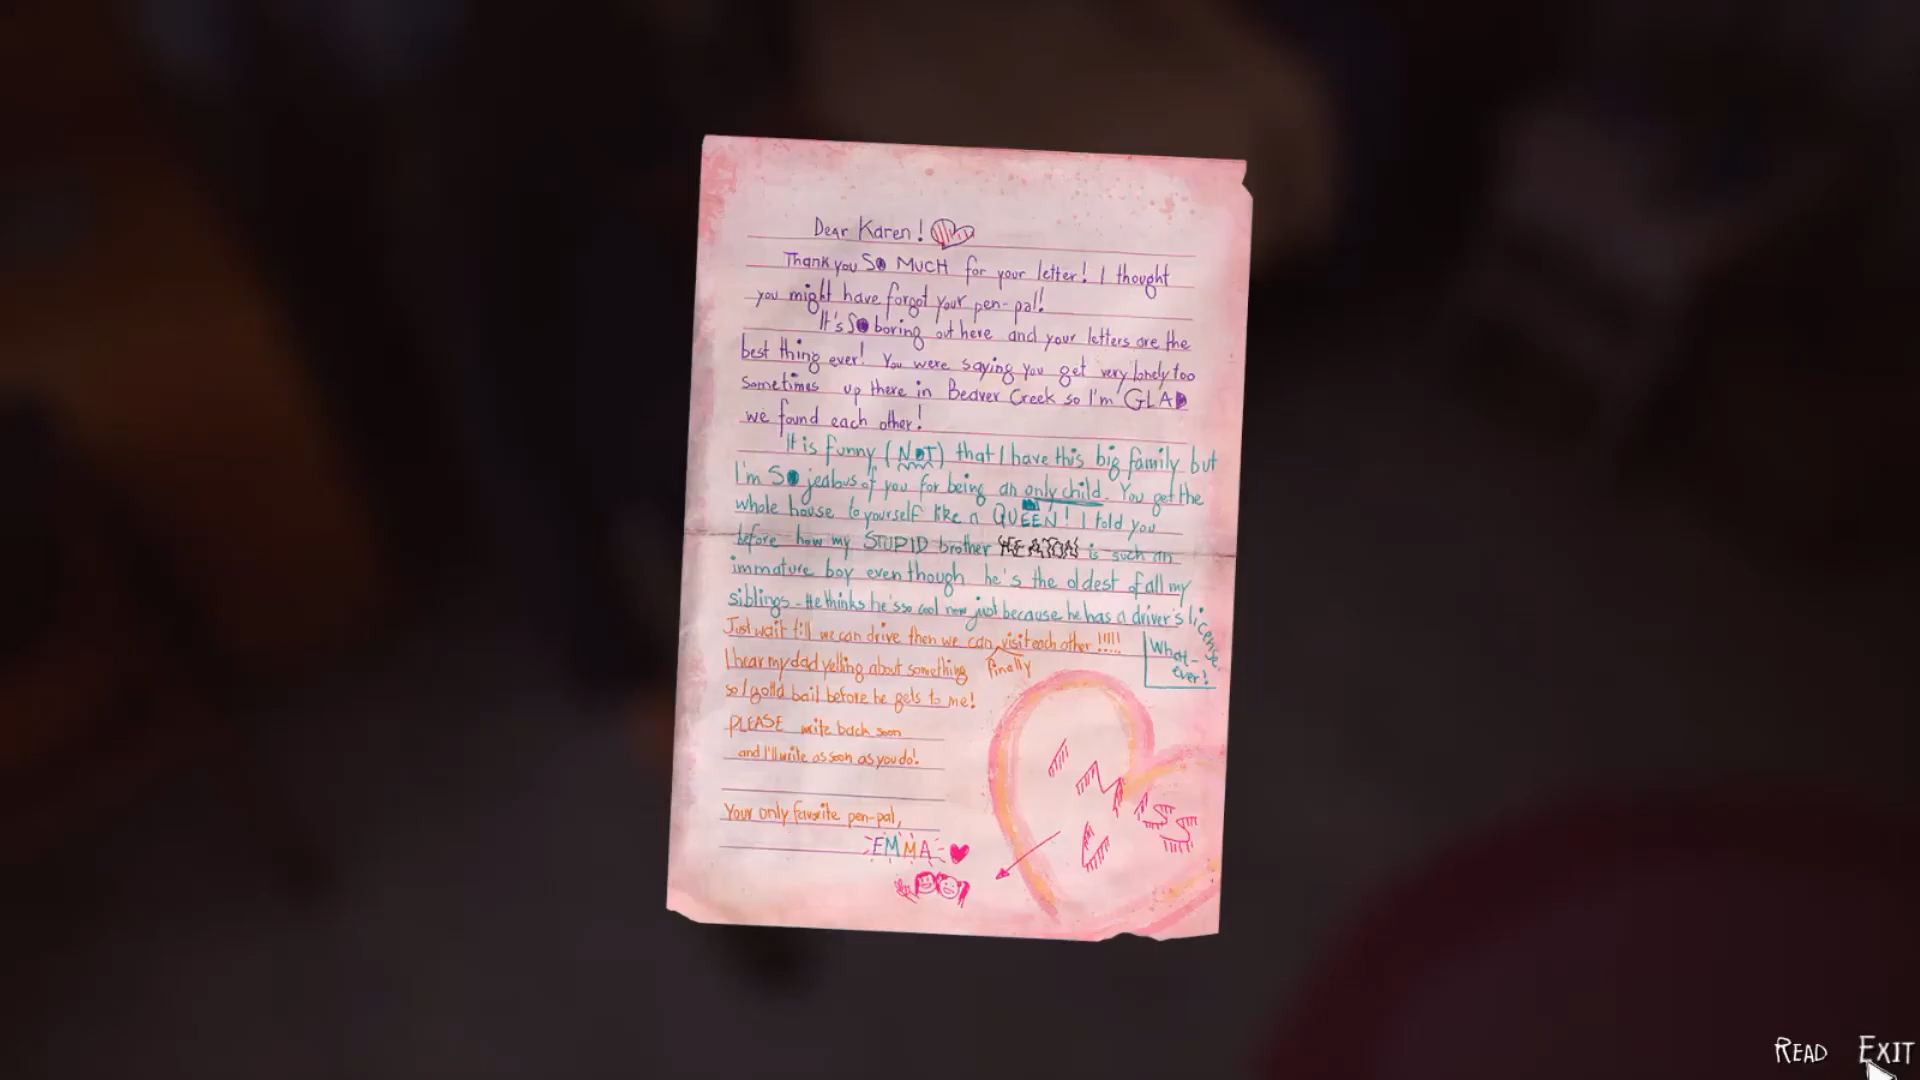 Dear Karen!
Thank you SO MUCH for your letter! I thought
you might have forgot your pen-pal!
It's SO boring out here and your letters are the
best thing ever! You were saying you get very lonely too
sometimes up there in Beaver Creek so I'm GLAD
we found each other!
It is funny (NOT) that I have this big family but
I'm SO jealous of you for being an only child. You get the
whole house to yourself like a QUEEN! I told you
before how my STUPID brother HEATON is such an
immature boy even though he's the oldest of all my
siblings - He thinks he's so cool now just because he has a driver's license
What-
ever!
Just wait till we can drive then we can finally visit each other !!!!!
I hear my dad yelling about something
so I gotta bail before he gets to me!
PLEASE write back soon
and I'll write as soon as you do!
Your only favorite pen-pal,
EMMA
I
MISS
U
READ EXIT